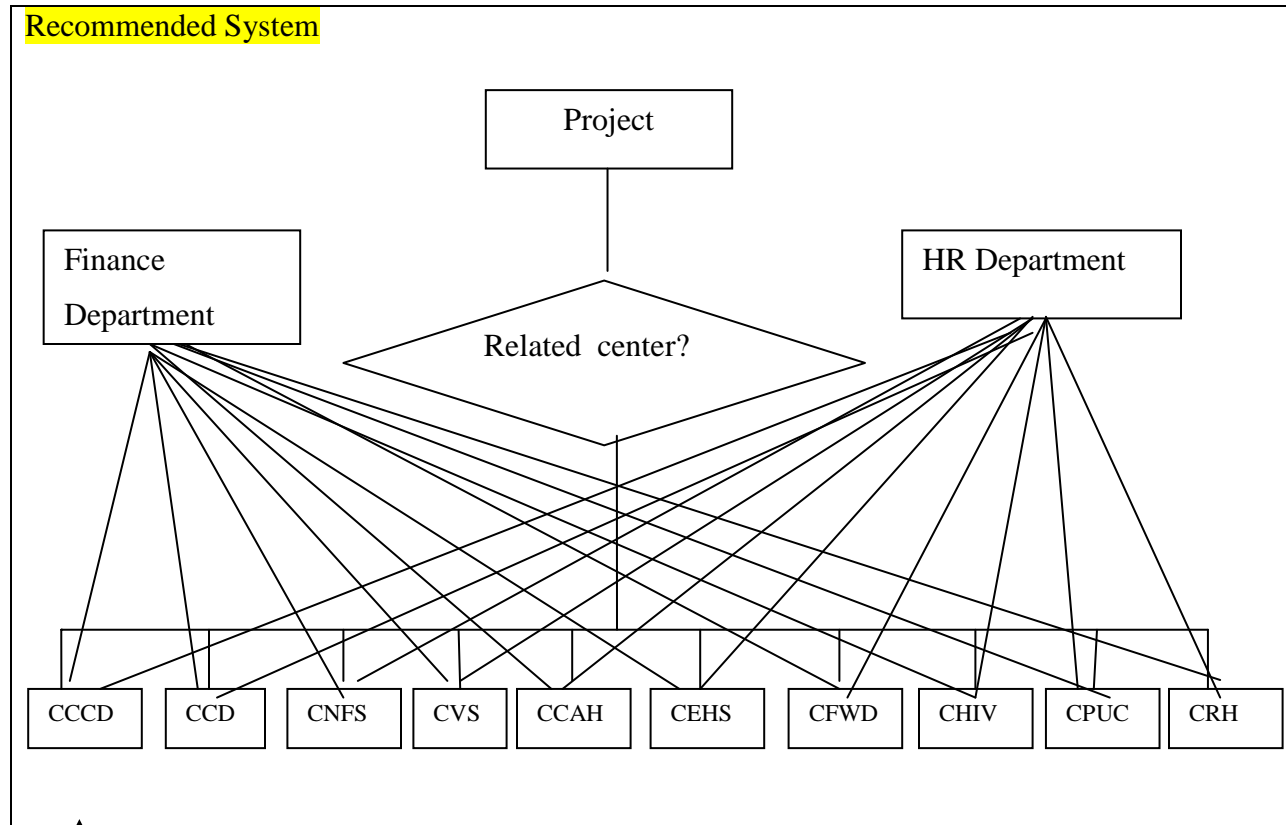 Recommended System
Project
Finance
Department
HR Department
Related center?
CCCD
CCD
CNFS
CVS
CCAH
CEHS
CFWD
CHIV
CPUC
CRH